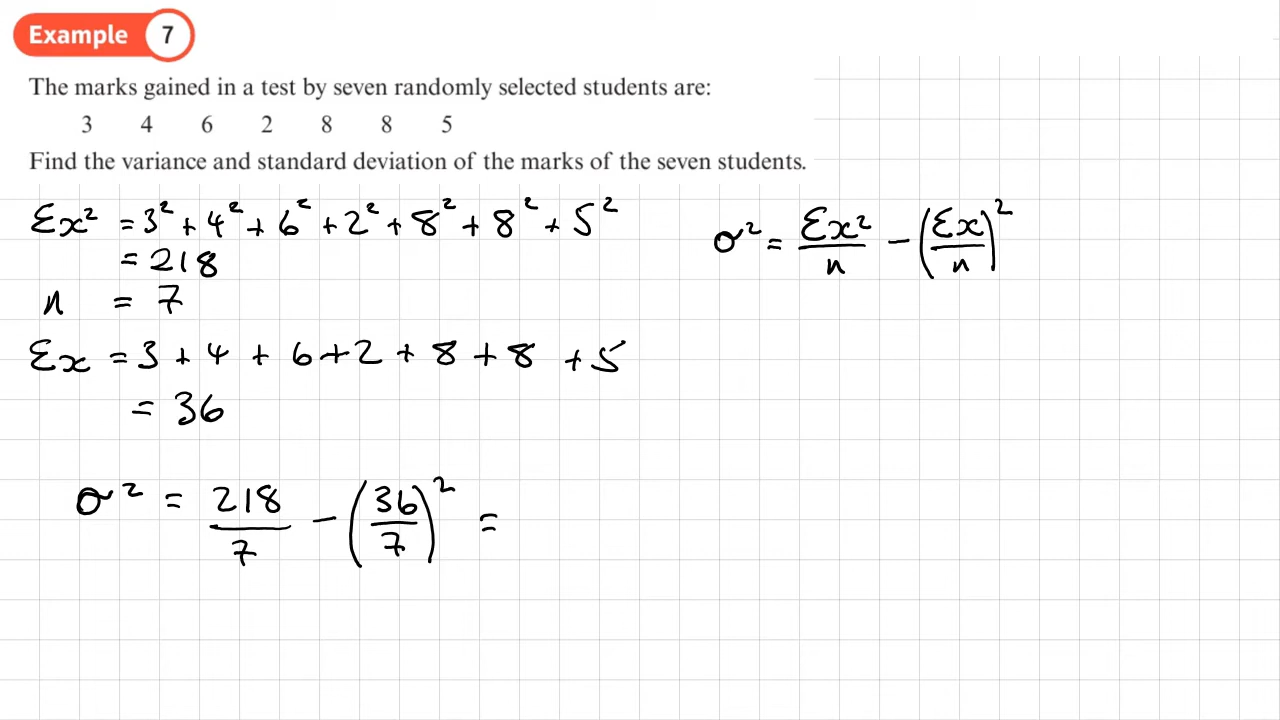 Example 7
The marks gained in a test by seven randomly selected students are:
3 4 6 2 8 8 5
Find the variance and standard deviation of the marks of the seven students.
Σx² = 3² + 4² + 6² + 2² + 8² + 8² + 5²
= 218
n = 7
Σx = 3 + 4 + 6 + 2 + 8 + 8 + 5
= 36
σ² = Σx²/n − (Σx/n)²
σ² = 218/7 − (36/7)² =